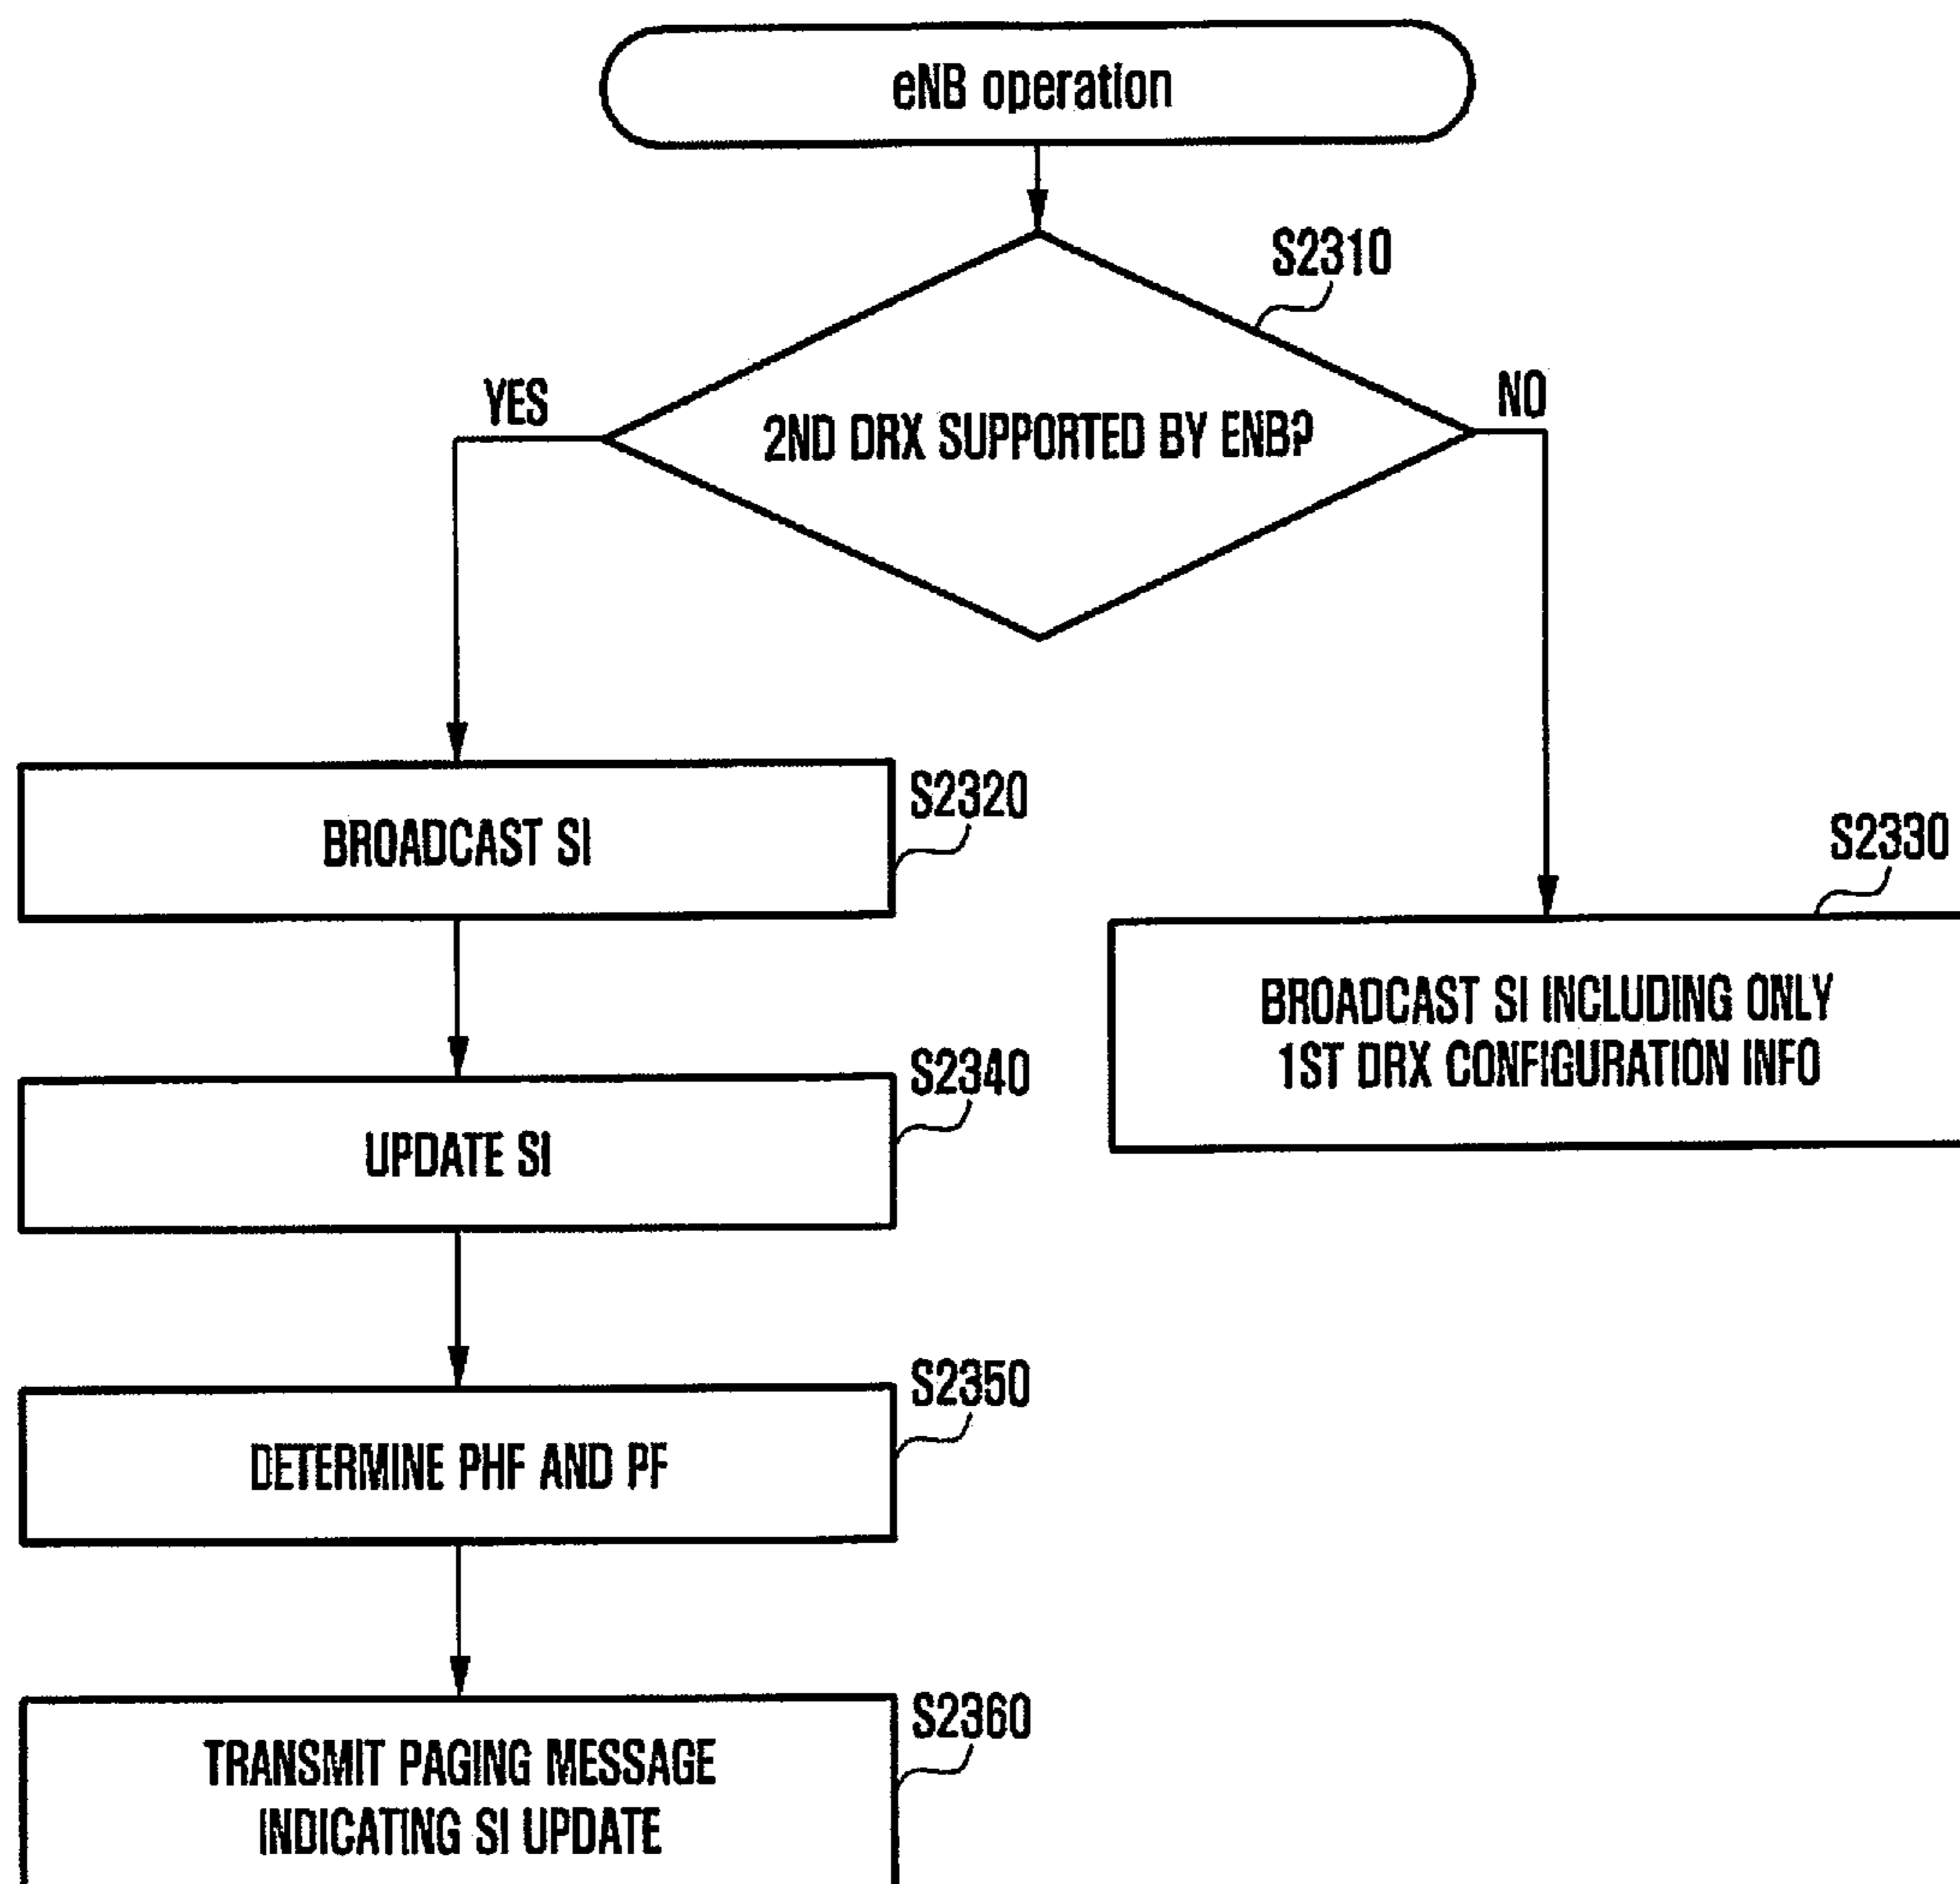 eNB operation
S2310
YES
NO
2ND DRX SUPPORTED BY ENB?
S2320
BROADCAST SI
S2330
BROADCAST SI INCLUDING ONLY
1ST DRX CONFIGURATION INFO
S2340
UPDATE SI
S2350
DETERMINE PHF AND PF
S2360
TRANSMIT PAGING MESSAGE
INDICATING SI UPDATE